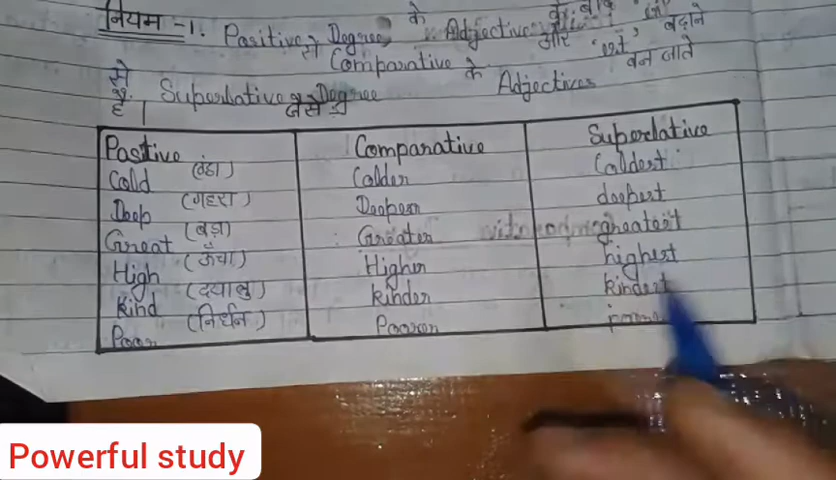 नियम -1. Positive Degree के Adjective के बाद
से Comparative और 'est' बढ़ाने
से Superlative Degree के Adjectives बन जाते
है। जैसे :-
Positive Comparative Superlative
Cold (ठंडा) Colder Coldest
Deep (गहरा) Deeper deepest
Great (बड़ा) Greater greatest
High (ऊँचा) Higher highest
Kind (दयालु) Kinder kindest
Poor (निर्धन) Poorer
Powerful study